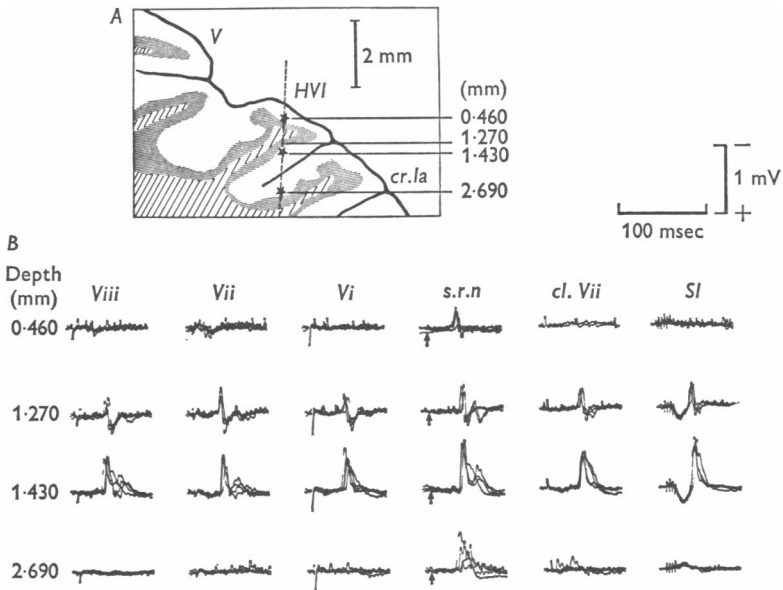 A
V
2 mm
HVI
(mm)
0·460
1·270
1·430
cr.Ia
2·690
1 mV
+
100 msec
B
Depth
(mm) Viii Vii Vi s.r.n cl. Vii SI
0·460
1·270
1·430
2·690